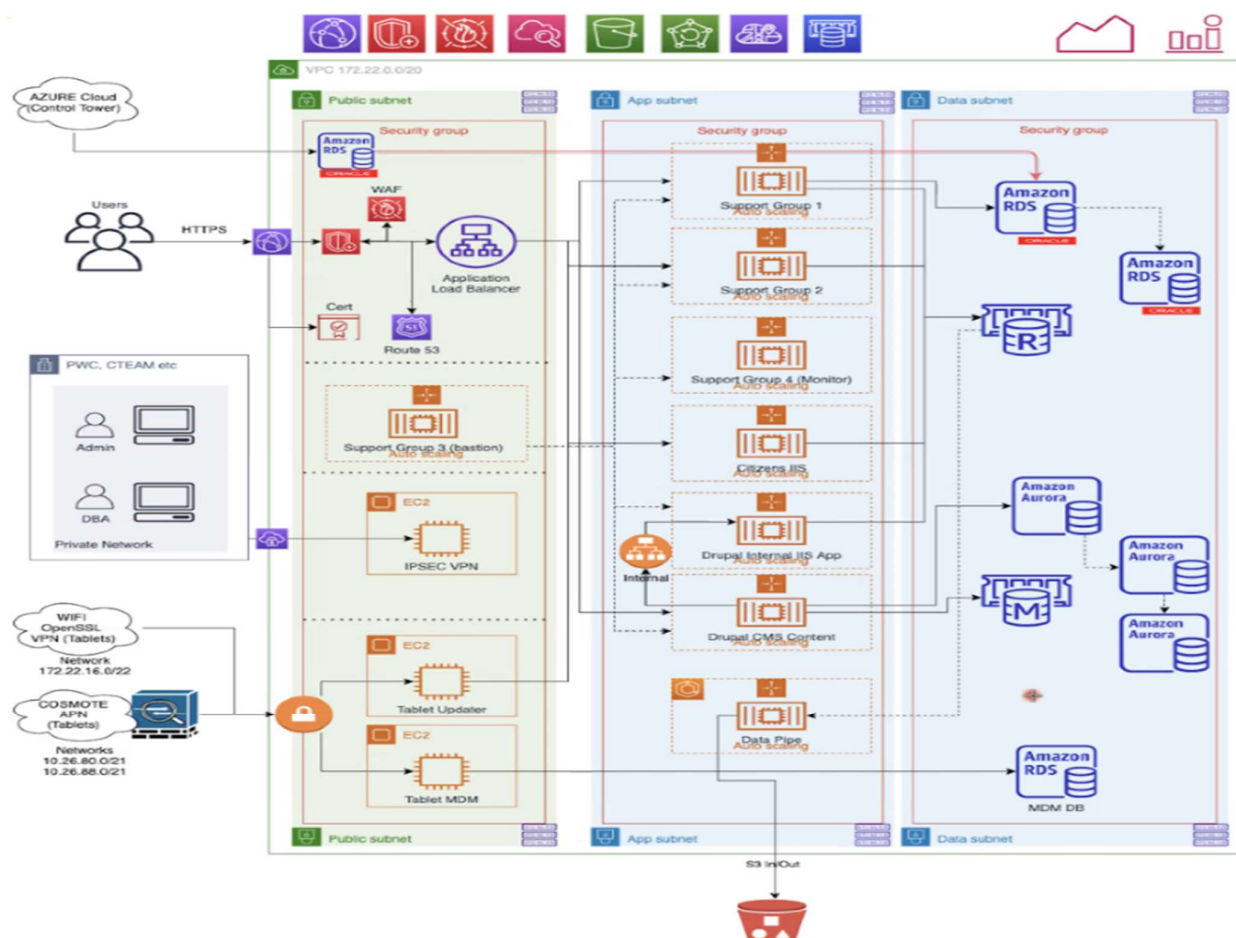 VPC 172.22.0.0/20
AZURE Cloud
(Control Tower)
Public subnet
App subnet
Data subnet
Security group
Security group
Security group
Amazon
RDS
ORACLE
WAF
Users
HTTPS
Application
Load Balancer
Cert
53
Route 53
Support Group 1
Auto scaling
Support Group 2
Auto scaling
Support Group 4 (Monitor)
Auto scaling
Citizens IIS
Auto scaling
Drupal Internal IIS App
Auto scaling
Internal
Drupal CMS Content
Auto scaling
Data Pipe
Auto scaling
Amazon
RDS
ORACLE
Amazon
RDS
ORACLE
R
Amazon
Aurora
Amazon
Aurora
Amazon
Aurora
M
Amazon
RDS
MDM DB
PWC, CTEAM etc
Admin
DBA
Private Network
Support Group 3 (bastion)
Auto scaling
EC2
IPSEC VPN
WIFI
OpenSSL
VPN (Tablets)
Network
172.22.16.0/22
COSMOTE
APN
(Tablets)
Networks
10.26.80.0/21
10.26.88.0/21
EC2
Tablet Updater
EC2
Tablet MDM
Public subnet
App subnet
Data subnet
S3 In/Out